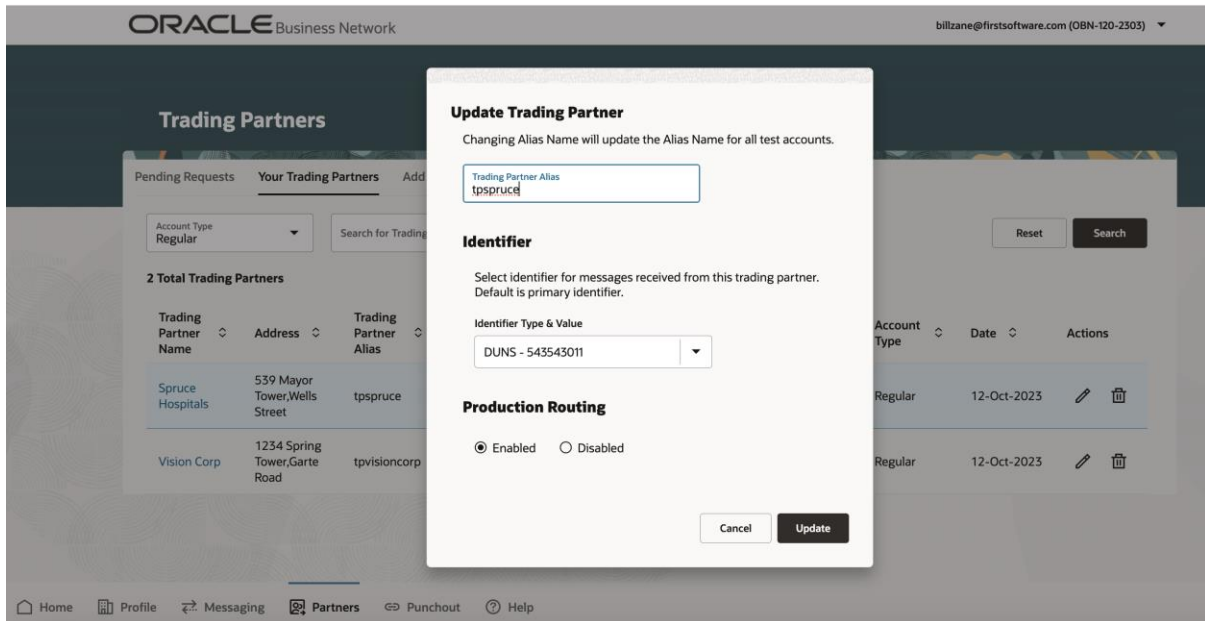 ORACLE Business Network
billzane@firstsoftware.com (OBN-120-2303)
Trading Partners
Pending Requests Your Trading Partners Add
Account Type
Regular
Search for Trading
Reset Search
2 Total Trading Partners
Trading Partner Name Address Trading Partner Alias Account Type Date Actions
Spruce Hospitals 539 Mayor Tower,Wells Street tpspruce Regular 12-Oct-2023
Vision Corp 1234 Spring Tower,Garte Road tpvisioncorp Regular 12-Oct-2023
Update Trading Partner
Changing Alias Name will update the Alias Name for all test accounts.
Trading Partner Alias
tpspruce
Identifier
Select identifier for messages received from this trading partner.
Default is primary identifier.
Identifier Type & Value
DUNS - 543543011
Production Routing
Enabled Disabled
Cancel Update
Home Profile Messaging Partners Punchout Help